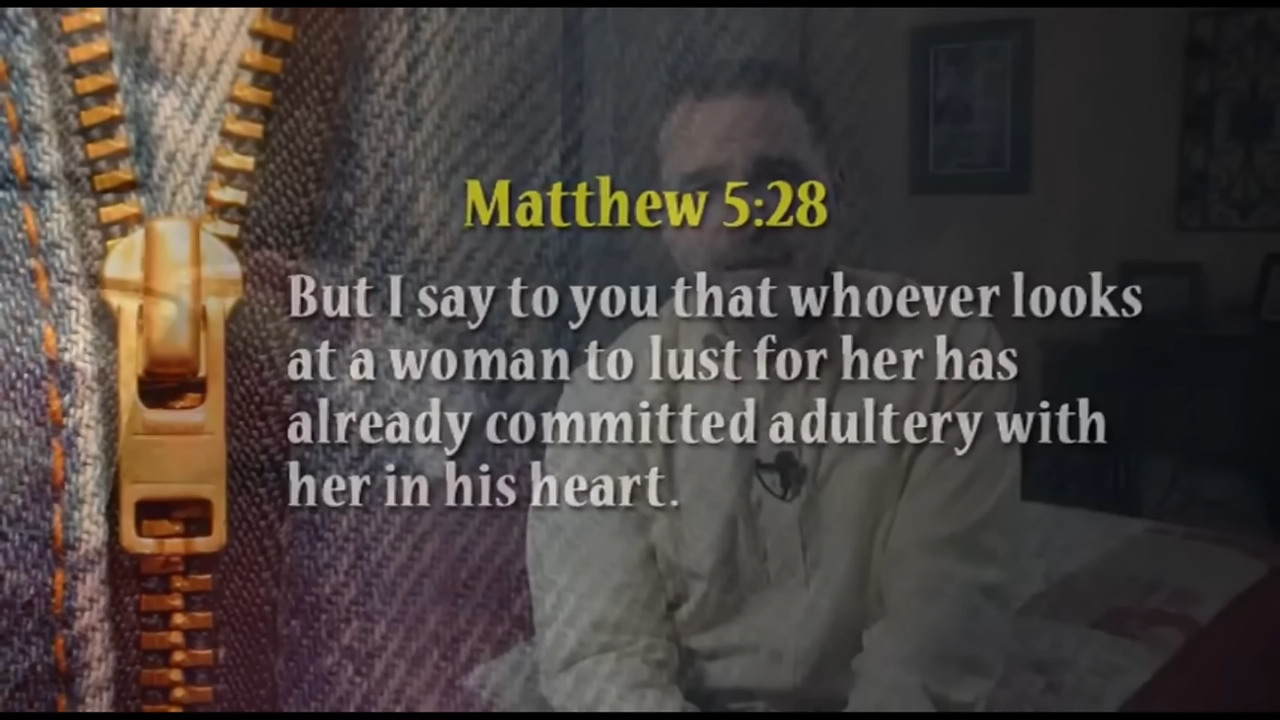 Matthew 5:28
But I say to you that whoever looks
at a woman to lust for her has
already committed adultery with
her in his heart.